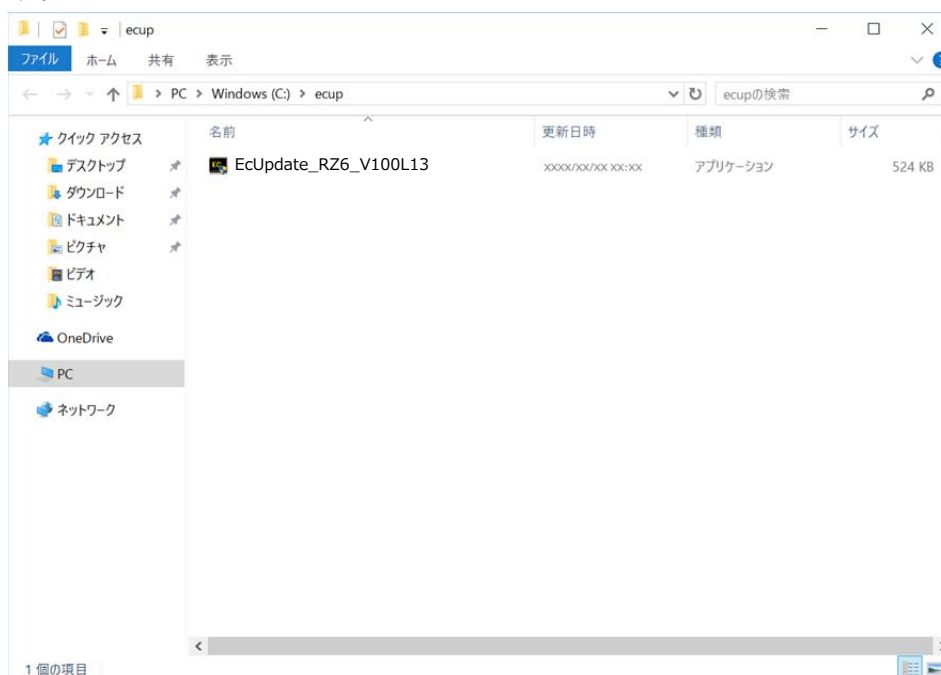 ecup
ファイル ホーム 共有 表示
PC > Windows (C:) > ecup ecupの検索
名前 更新日時 種類 サイズ
クイック アクセス
EcUpdate_RZ6_V100L13 xxxx/xx/xx xx:xx アプリケーション 524 KB
デスクトップ
ダウンロード
ドキュメント
ピクチャ
ビデオ
ミュージック
OneDrive
PC
ネットワーク
1 個の項目